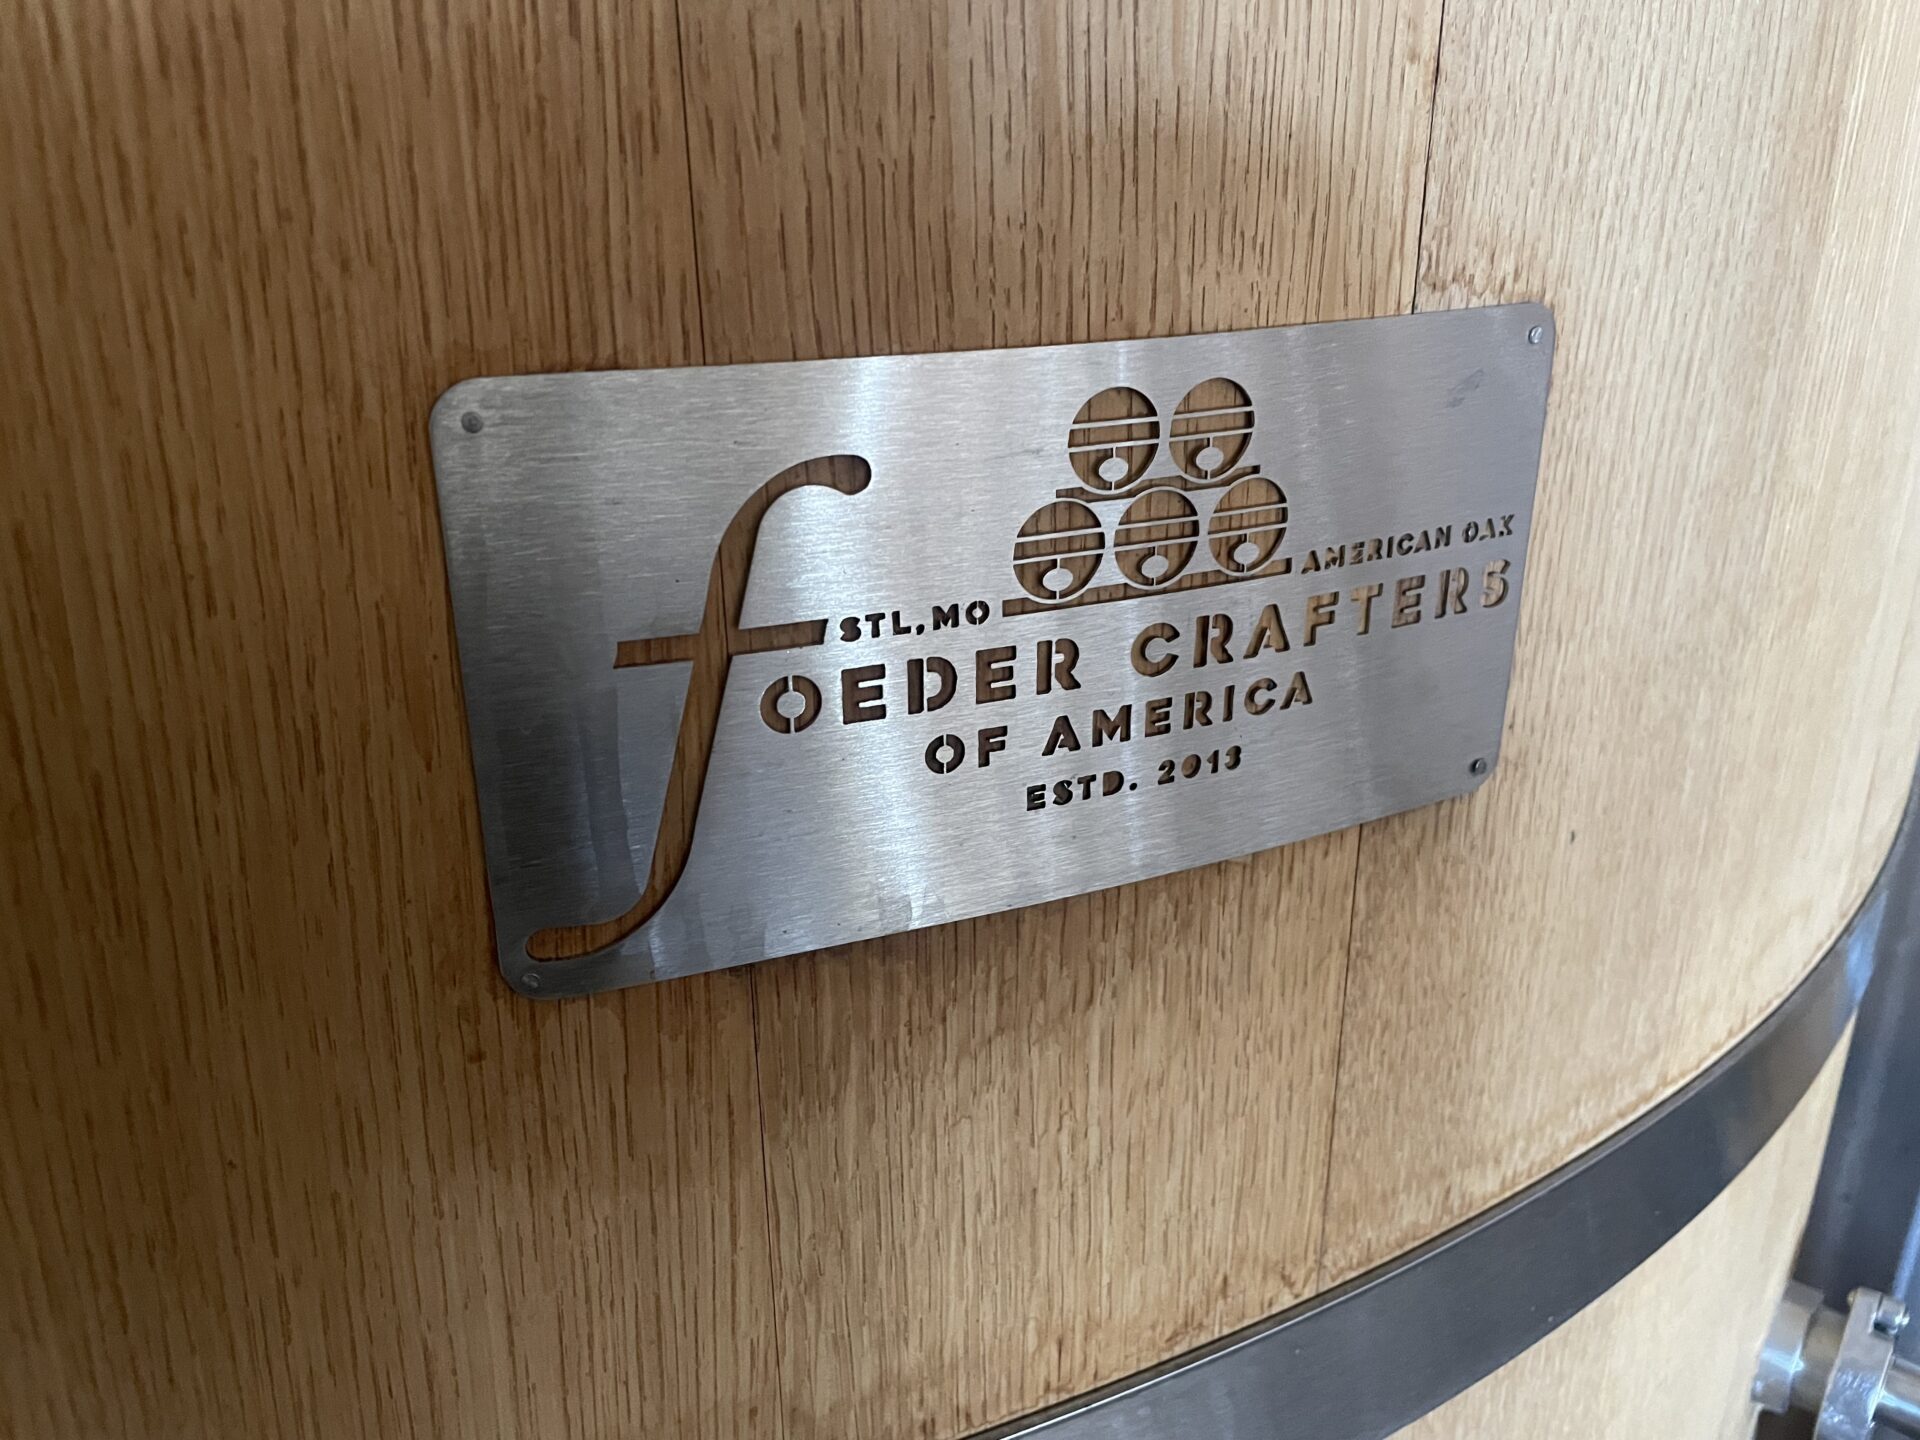 STL, MO
AMERICAN OAK
fOEDER CRAFTERS
OF AMERICA
ESTD. 2013